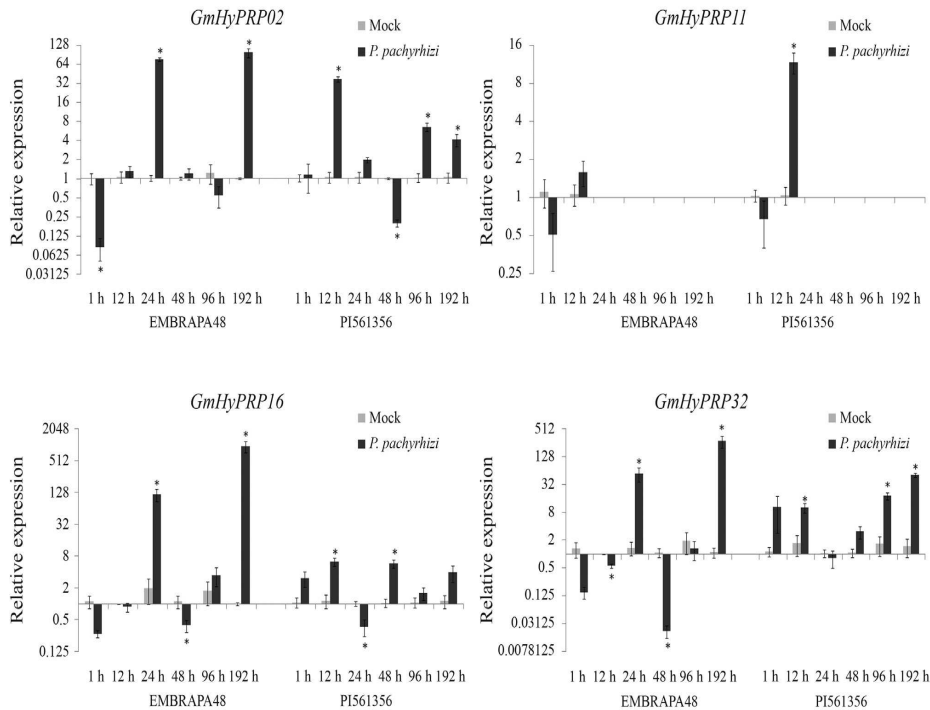 GmHyPRP02
Relative expression
128
64
32
16
8
4
2
1
0.5
0.25
0.125
0.0625
0.03125
Mock
P. pachyrhizi
* * * * * * *
1 h 12 h 24 h 48 h 96 h 192 h 1 h 12 h 24 h 48 h 96 h 192 h
EMBRAPA48 PI561356
GmHyPRP11
Relative expression
16
8
4
2
1
0.5
0.25
Mock
P. pachyrhizi
*
1 h 12 h 24 h 48 h 96 h 192 h 1 h 12 h 24 h 48 h 96 h 192 h
EMBRAPA48 PI561356
GmHyPRP16
Relative expression
2048
512
128
32
8
2
0.5
0.125
Mock
P. pachyrhizi
* * * * * *
1 h 12 h 24 h 48 h 96 h 192 h 1 h 12 h 24 h 48 h 96 h 192 h
EMBRAPA48 PI561356
GmHyPRP32
Relative expression
512
128
32
8
2
0.5
0.125
0.03125
0.0078125
Mock
P. pachyrhizi
* * * * * * *
1 h 12 h 24 h 48 h 96 h 192 h 1 h 12 h 24 h 48 h 96 h 192 h
EMBRAPA48 PI561356